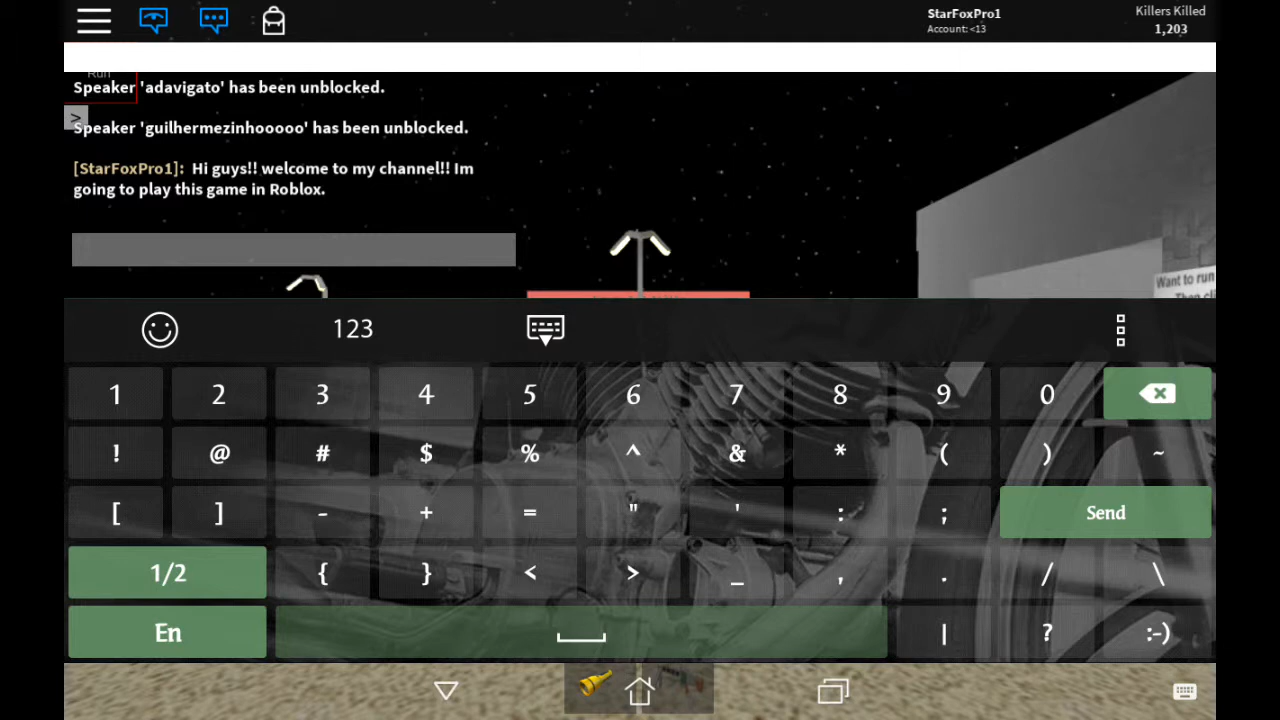 StarFoxPro1
Account: <13
Killers Killed
1,203
Run
Speaker 'adavigato' has been unblocked.
>
Speaker 'guilhermezinhooooo' has been unblocked.
[StarFoxPro1]: Hi guys!! welcome to my channel!! Im
going to play this game in Roblox.
Want to run
Then cli
123
1 2 3 4 5 6 7 8 9 0
! @ # $ % ^ & * ( ) ~
[ ] - + = " ' : ; Send
1/2 { } < > _ , . / \
En | ? :-)